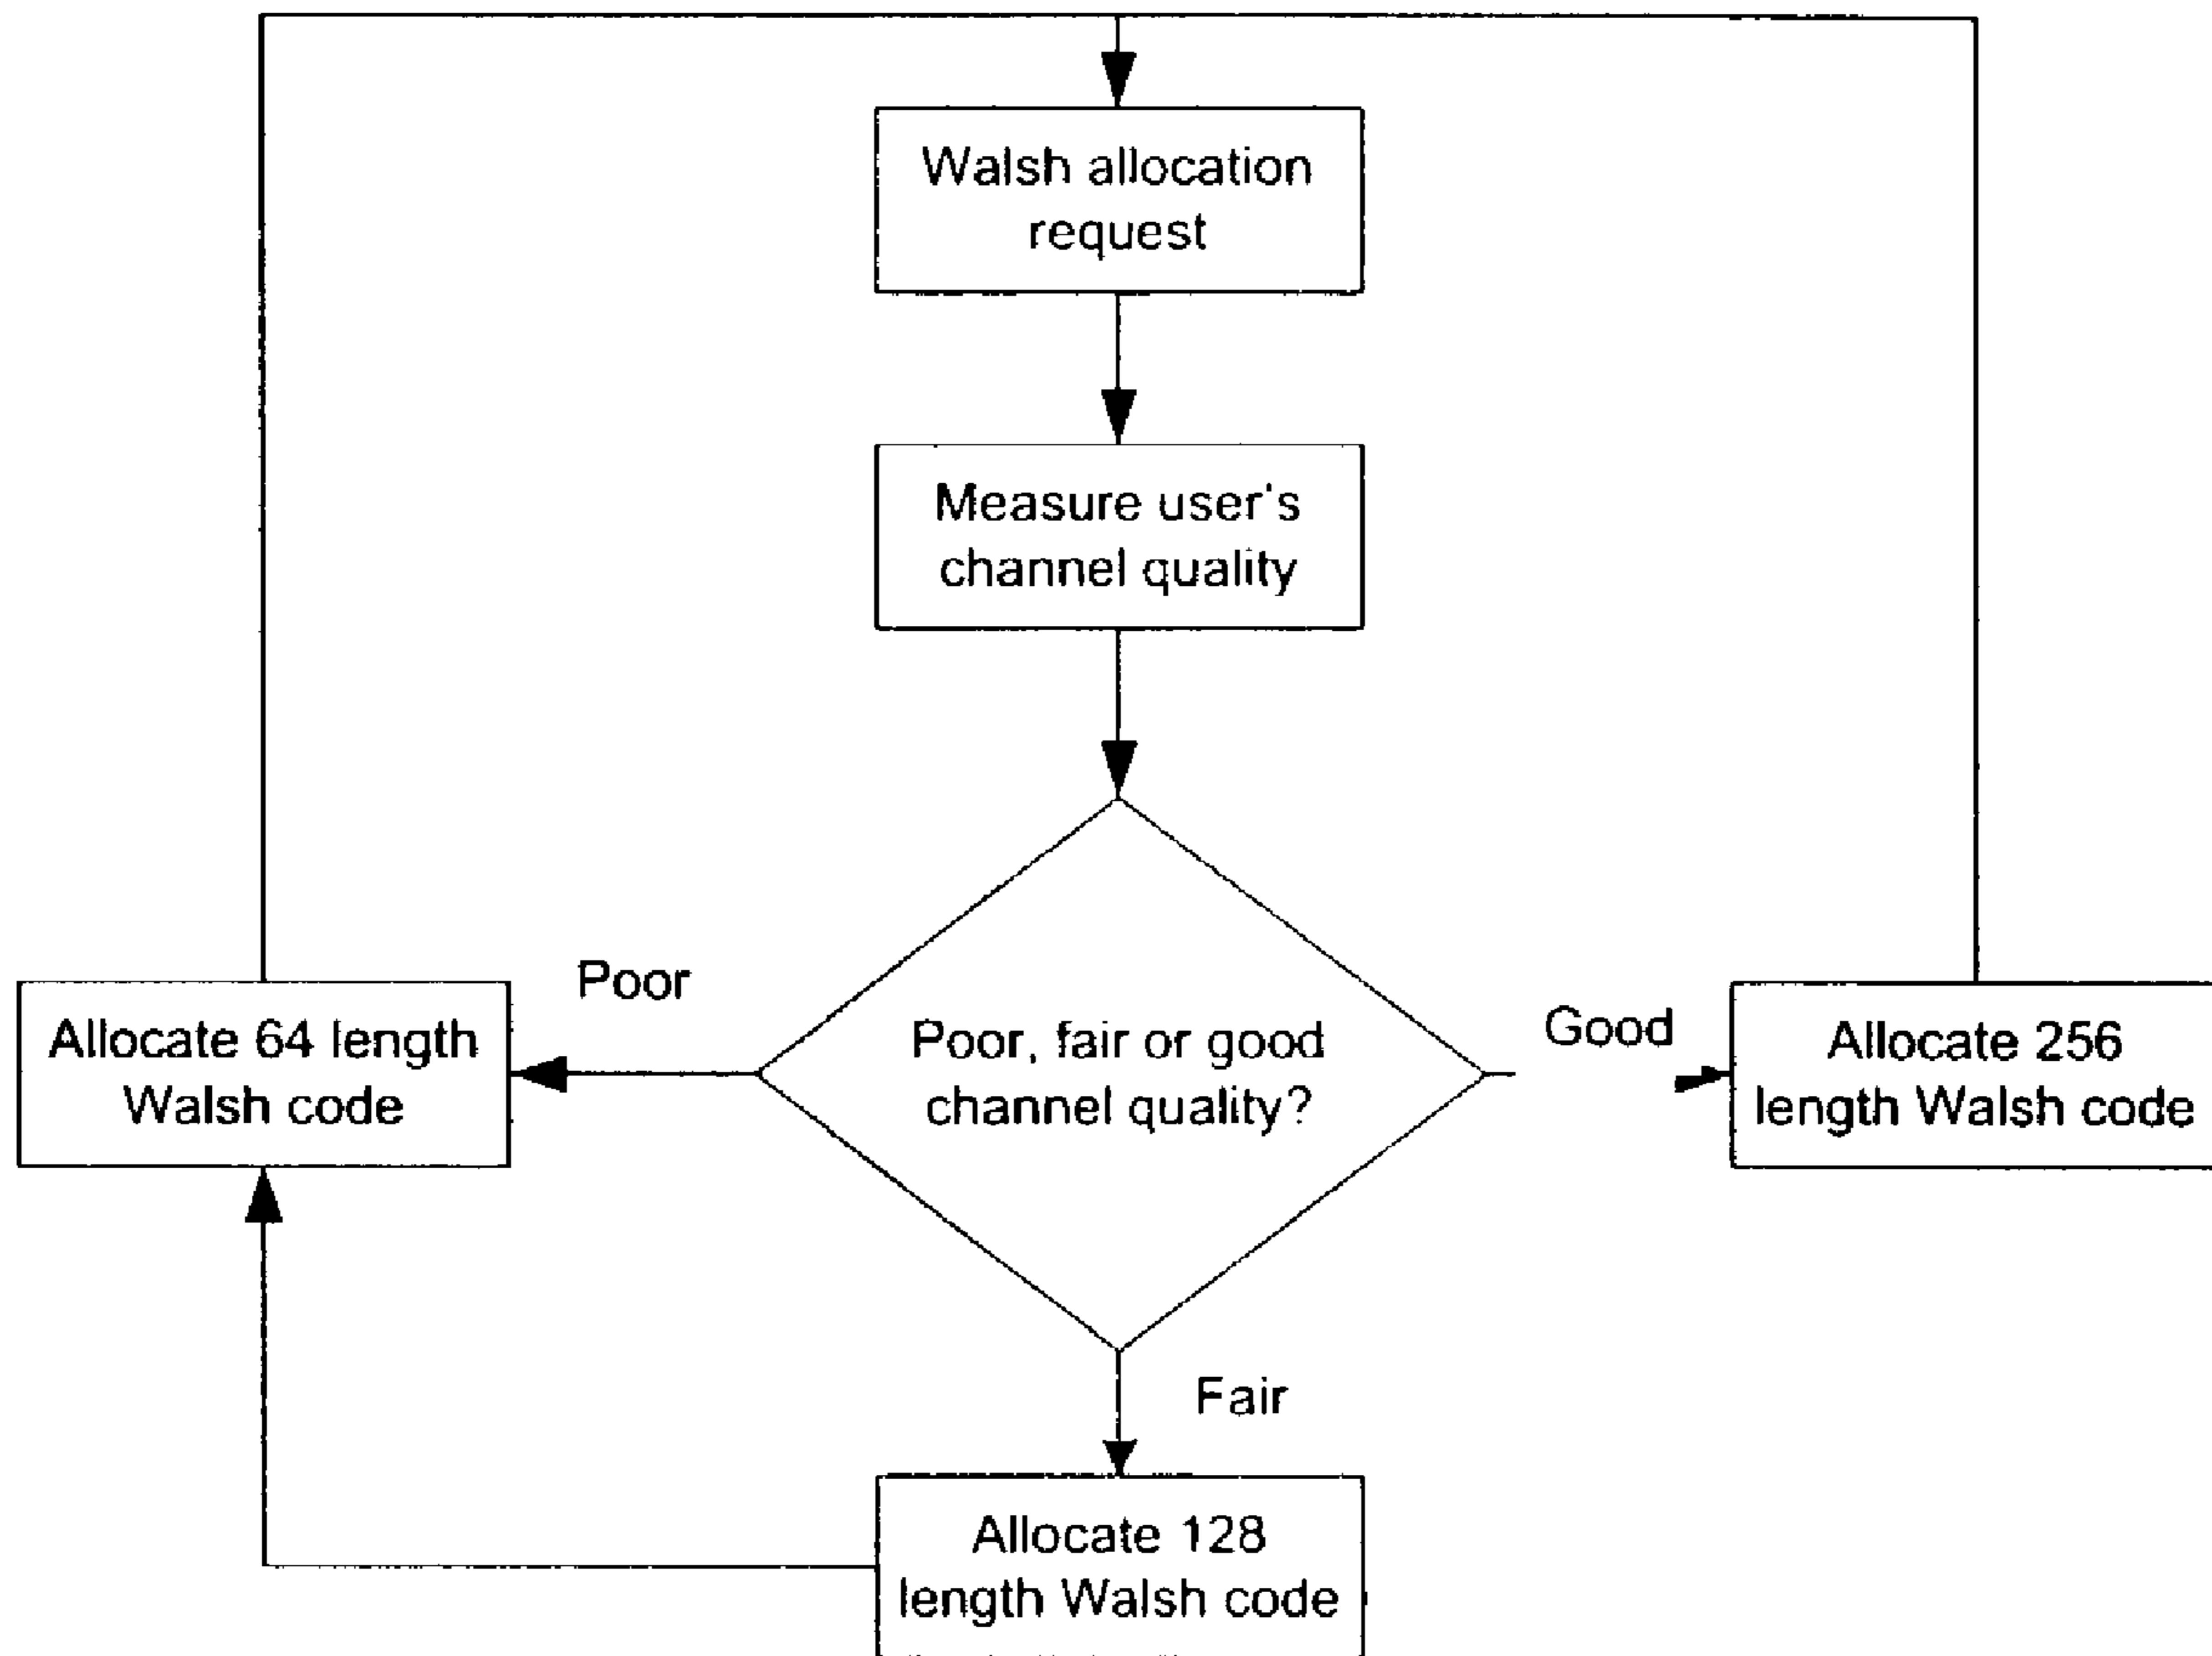 Walsh allocation
request
Measure user's
channel quality
Poor, fair or good
channel quality?
Poor
Good
Fair
Allocate 64 length
Walsh code
Allocate 256
length Walsh code
Allocate 128
length Walsh code